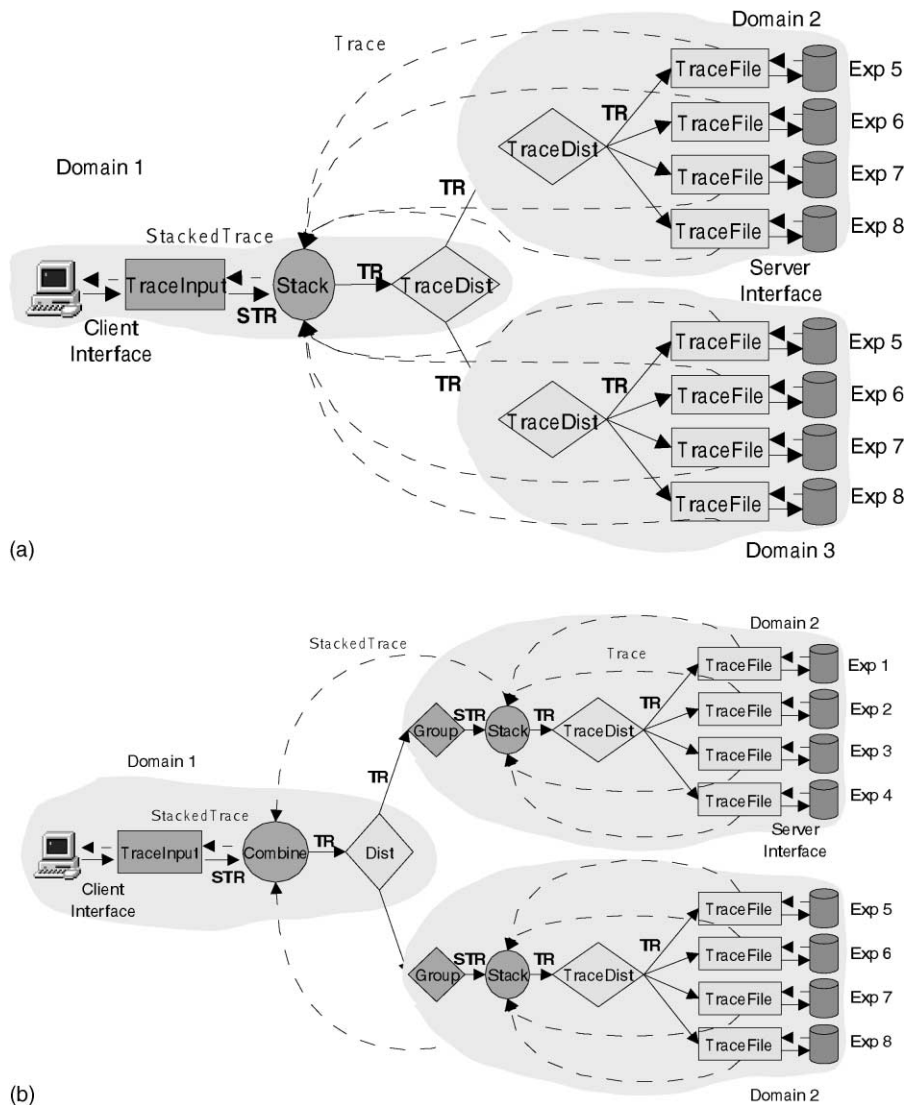 Domain 2
Trace
TraceFile
Exp 5
TR
TraceFile
Exp 6
TraceDist
Domain 1
TraceFile
Exp 7
TR
TraceFile
Exp 8
StackedTrace
Server
Interface
TraceInput
Stack
TR
TraceDist
STR
Client
Interface
TraceFile
Exp 5
TR
TR
TraceFile
Exp 6
TraceDist
TraceFile
Exp 7
TraceFile
Exp 8
(a)
Domain 3
Domain 2
StackedTrace
Trace
TraceFile
Exp 1
TR
STR
TR
TraceFile
Exp 2
Group
Stack
TraceDist
TraceFile
Exp 3
Domain 1
TR
TraceFile
Exp 4
StackedTrace
Server
Interface
TraceInput
Combine
TR
Dist
STR
Client
Interface
TraceFile
Exp 5
TR
STR
TR
TraceFile
Exp 6
Group
Stack
TraceDist
TraceFile
Exp 7
TraceFile
Exp 8
(b)
Domain 2